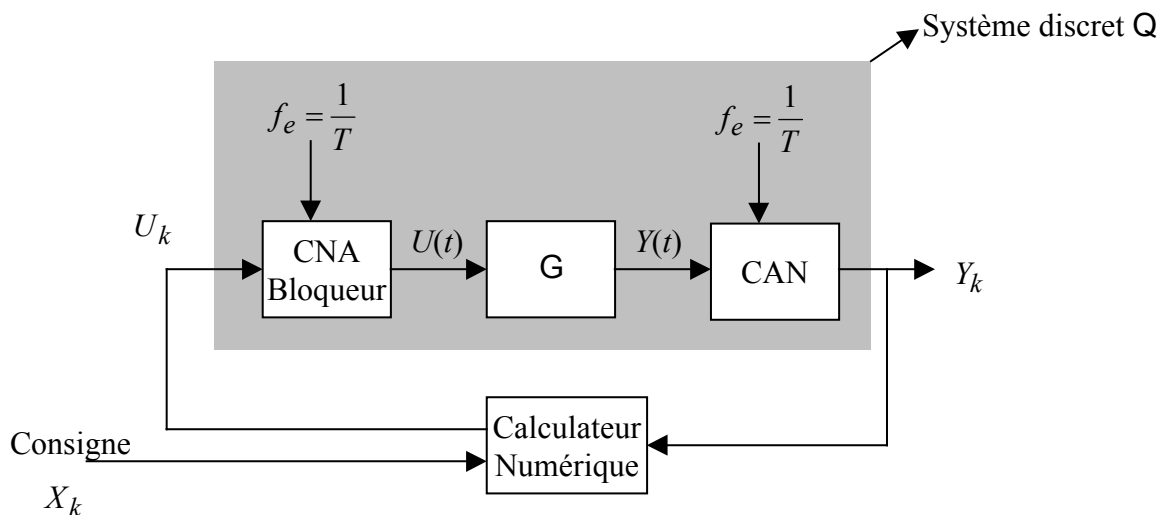 Système discret Q
f_e = 1/T
f_e = 1/T
U_k
CNA
Bloqueur
U(t)
G
Y(t)
CAN
Y_k
Calculateur
Numérique
Consigne
X_k